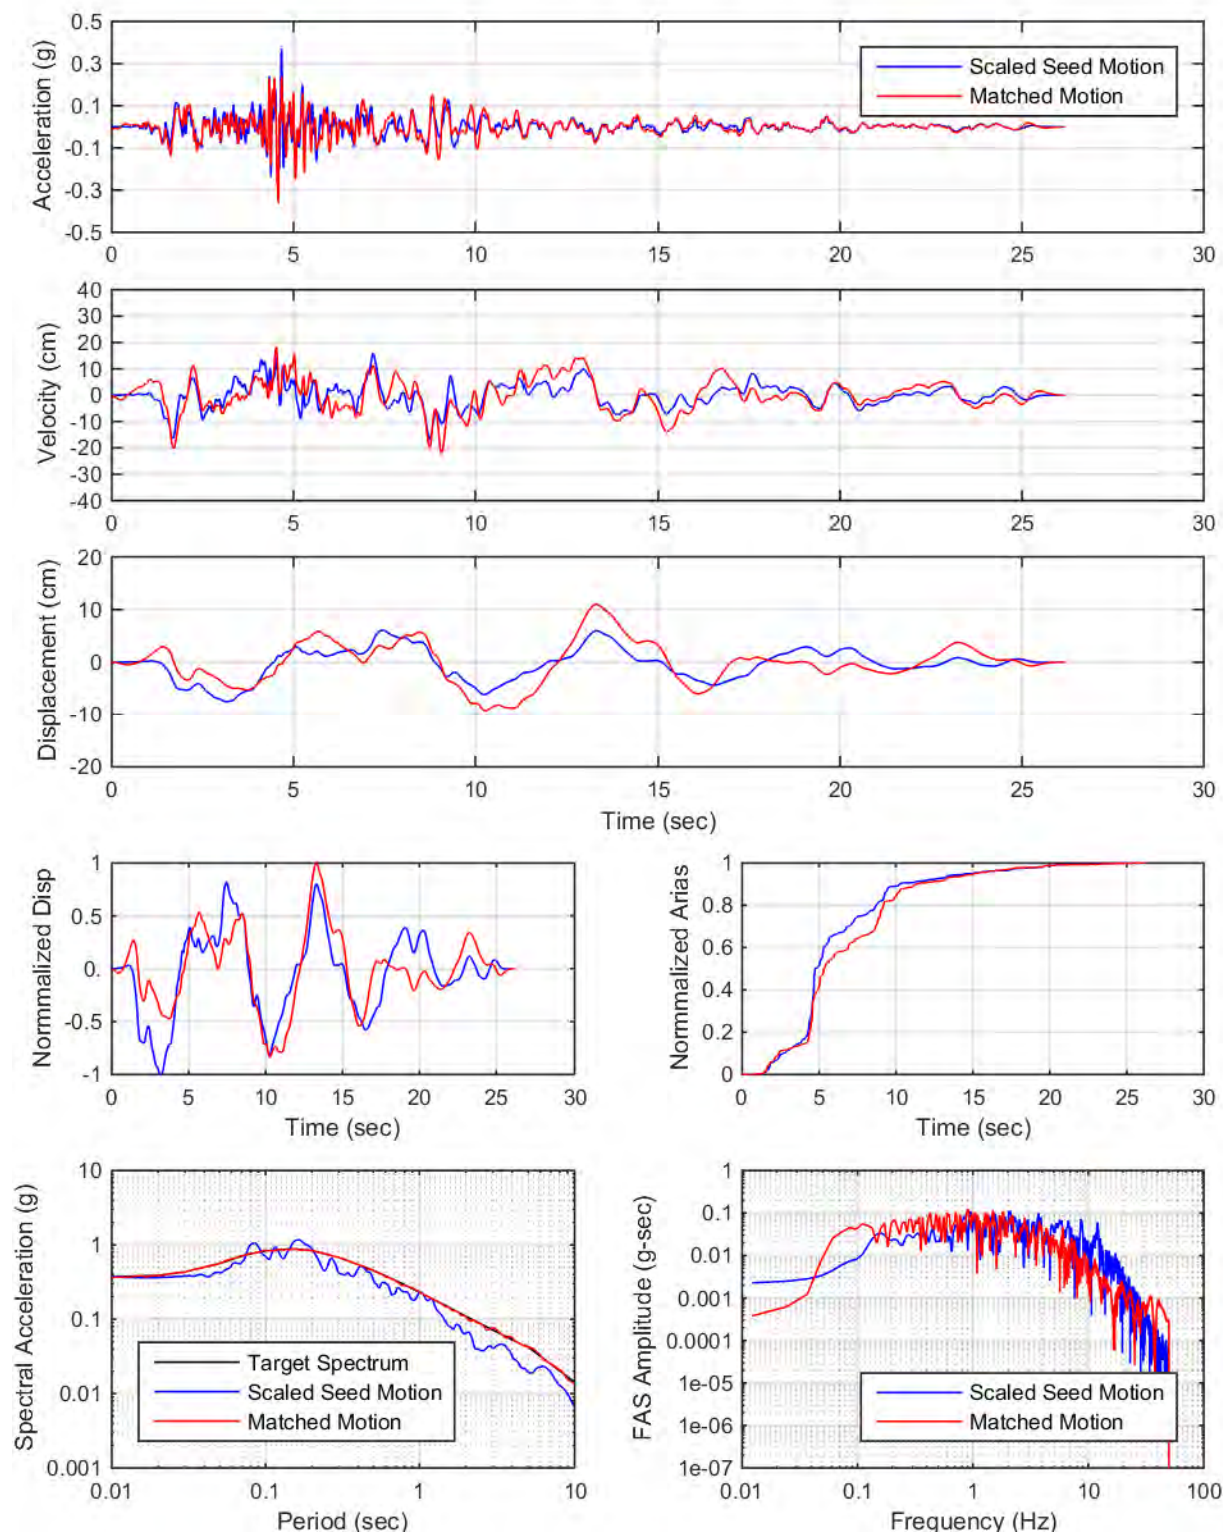 Acceleration (g)
0.5
0.3
0.1
-0.1
-0.3
-0.5
Scaled Seed Motion
Matched Motion
0 5 10 15 20 25 30
Velocity (cm)
40
30
20
10
0
-10
-20
-30
-40
0 5 10 15 20 25 30
Displacement (cm)
20
10
0
-10
-20
0 5 10 15 20 25 30
Time (sec)
Normmalized Disp
1
0.5
0.
-0.5
-1
0 5 10 15 20 25 30
Time (sec)
Normmalized Arias
1
0.8
0.6
0.4
0.2
0
0 5 10 15 20 25 30
Time (sec)
Spectral Acceleration (g)
10
1
0.1
0.01
0.001
Target Spectrum
Scaled Seed Motion
Matched Motion
0.01 0.1 1 10
Period (sec)
FAS Amplitude (g-sec)
1
0.1
0.01
0.001
0.0001
1e-05
1e-06
1e-07
Scaled Seed Motion
Matched Motion
0.01 0.1 1 10 100
Frequency (Hz)